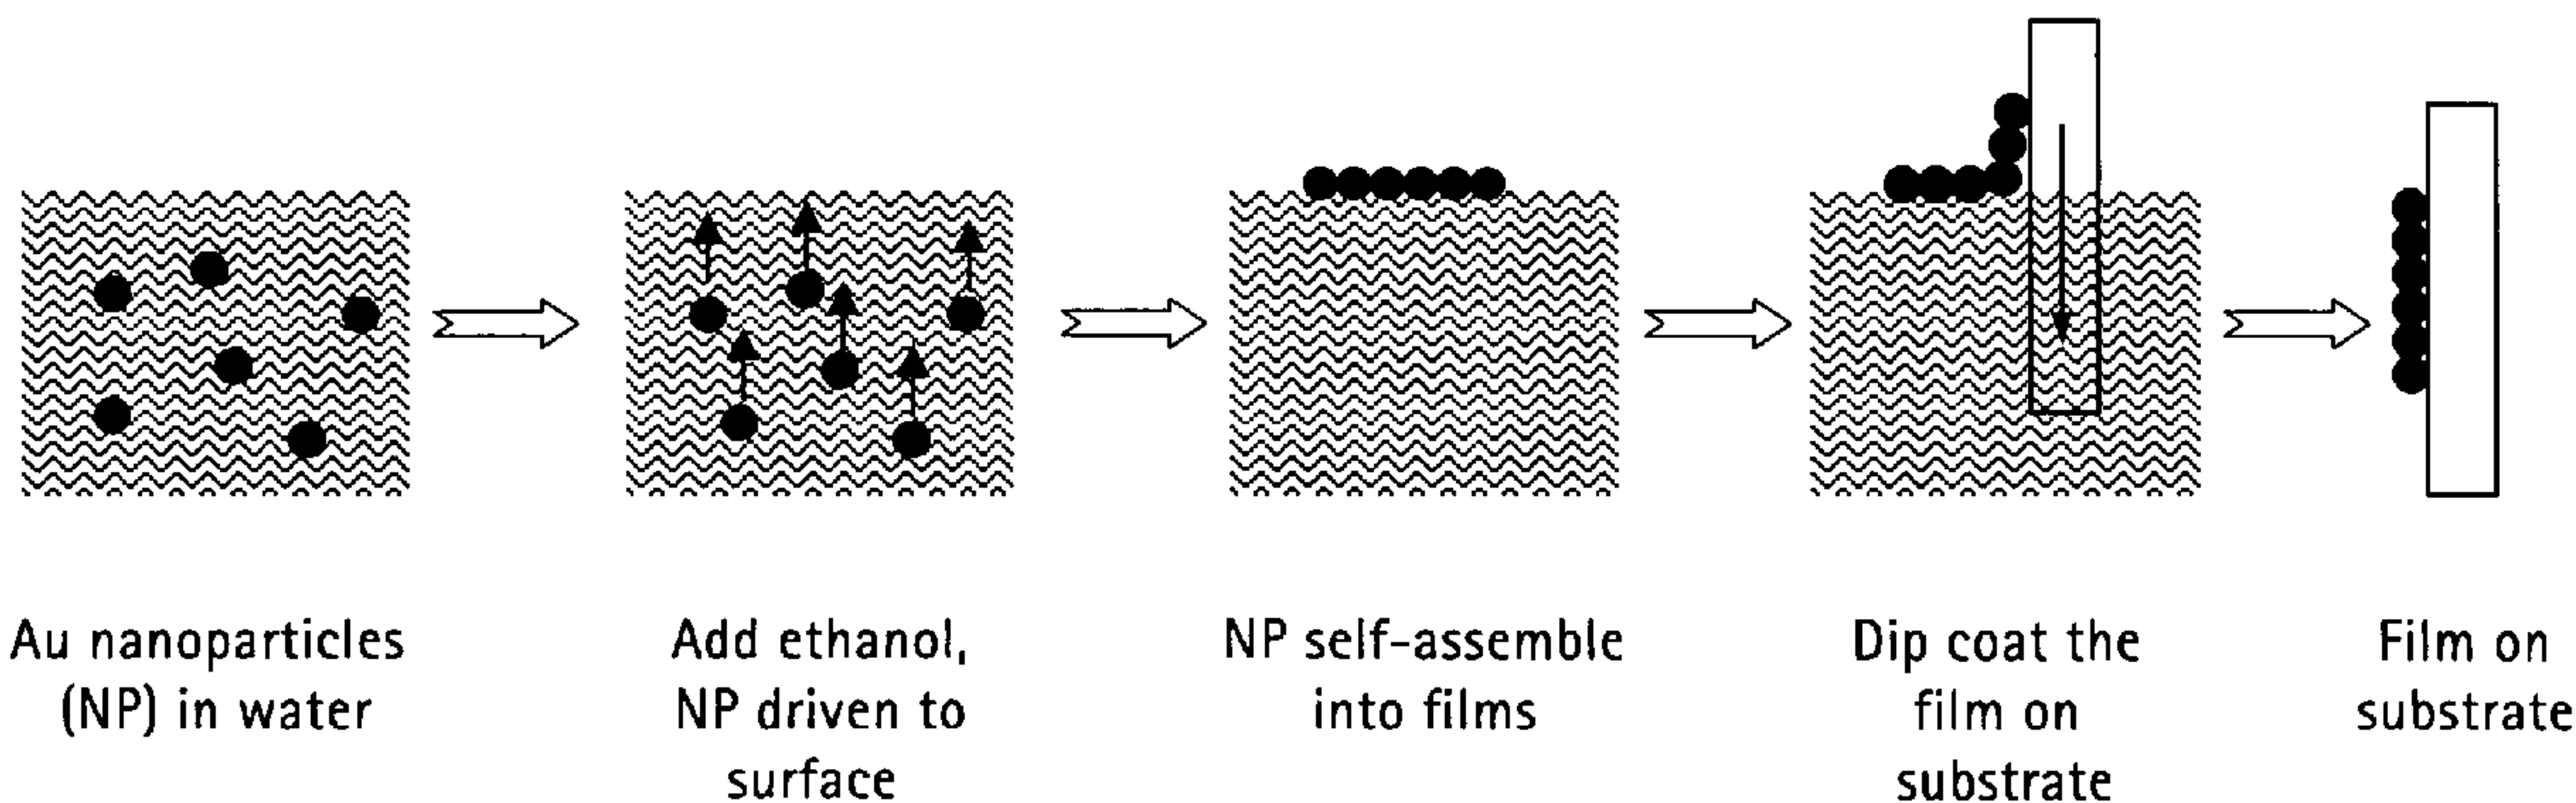 Au nanoparticles
(NP) in water
Add ethanol,
NP driven to
surface
NP self-assemble
into films
Dip coat the
film on
substrate
Film on
substrate